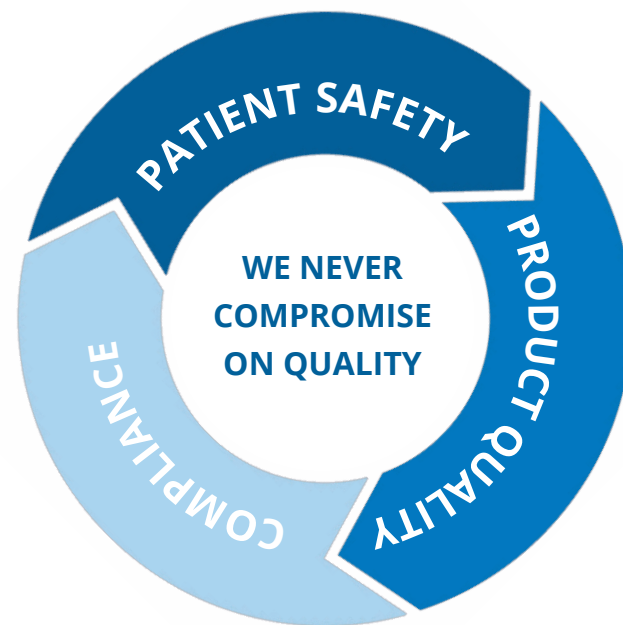 PATIENT SAFETY
PRODUCT QUALITY
COMPLIANCE
WE NEVER
COMPROMISE
ON QUALITY